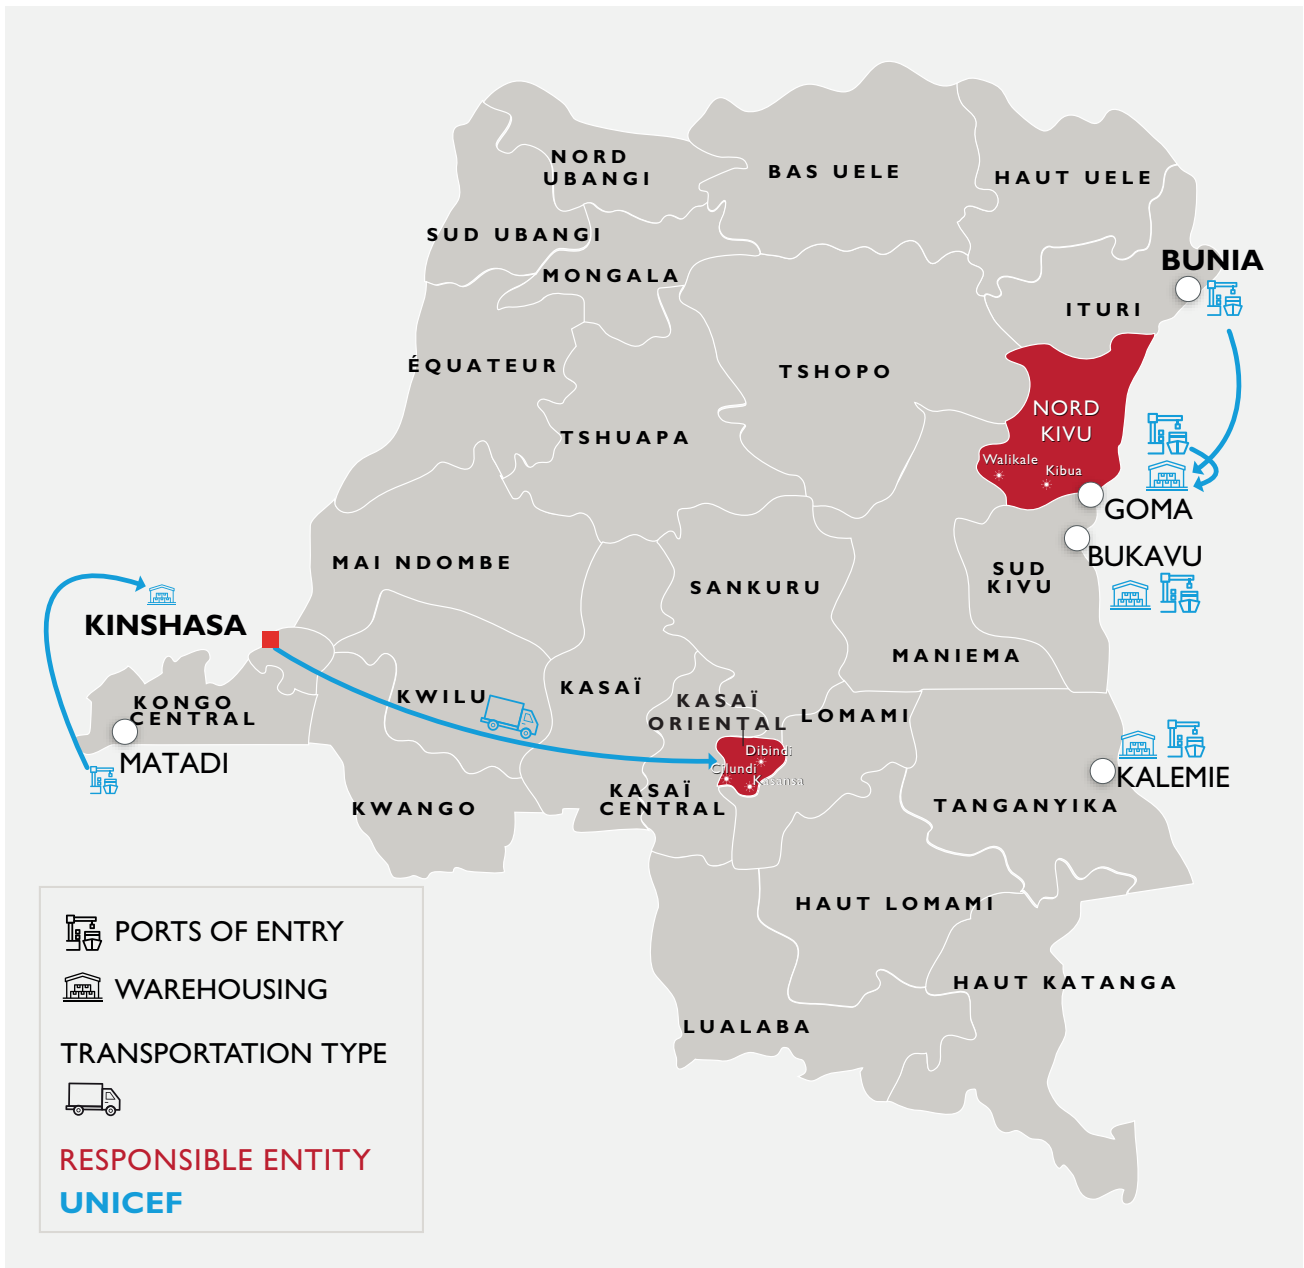 NORD
UBANGI
BAS UELE
HAUT UELE
SUD UBANGI
BUNIA
MONGALA
ITURI
ÉQUATEUR
TSHOPO
NORD
KIVU
TSHUAPA
Walikale
Kibua
GOMA
BUKAVU
MAI NDOMBE
SANKURU
SUD
KIVU
KINSHASA
MANIEMA
KASAÏ
KWILU
KASAÏ
ORIENTAL
KONGO
CENTRAL
LOMAMI
MATADI
Dibindi
Cilundi
Kasansa
KALEMIE
KASAÏ
CENTRAL
KWANGO
TANGANYIKA
HAUT LOMAMI
HAUT KATANGA
LUALABA
PORTS OF ENTRY
WAREHOUSING
TRANSPORTATION TYPE
RESPONSIBLE ENTITY
UNICEF